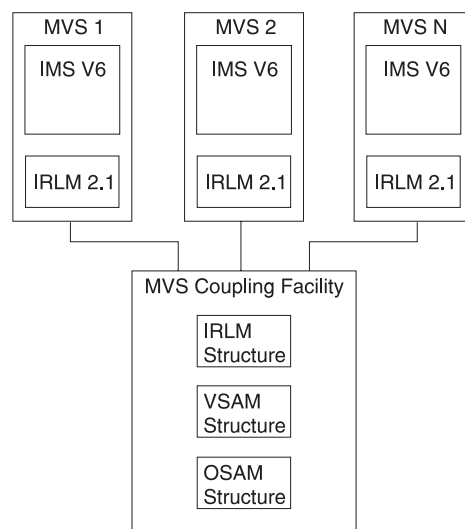 MVS 1
IMS V6
IRLM 2.1
MVS 2
IMS V6
IRLM 2.1
MVS N
IMS V6
IRLM 2.1
MVS Coupling Facility
IRLM
Structure
VSAM
Structure
OSAM
Structure